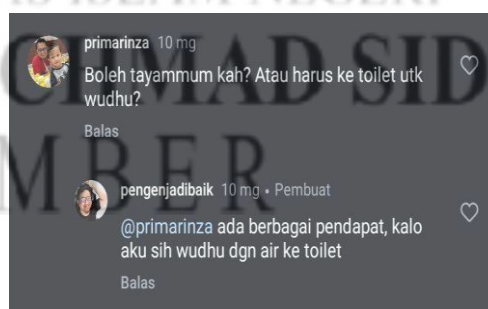 primarinza 10 mg
Boleh tayammum kah? Atau harus ke toilet utk
wudhu?
Balas
pengenjadibaik 10 mg • Pembuat
@primarinza ada berbagai pendapat, kalo
aku sih wudhu dgn air ke toilet
Balas